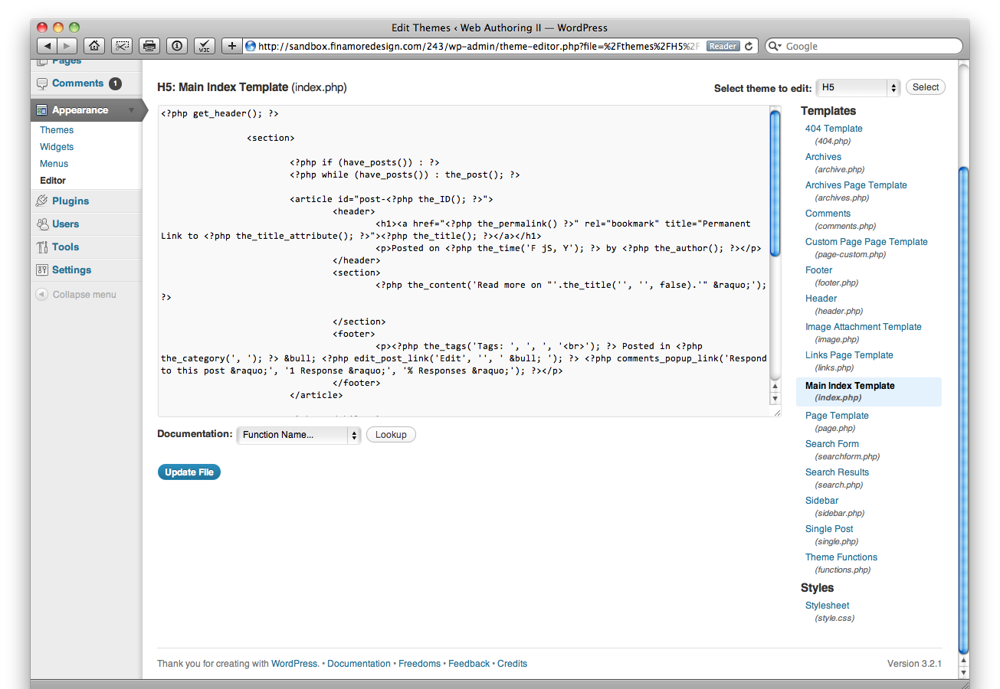 Edit Themes ‹ Web Authoring II — WordPress
W3C
+
http://sandbox.finamoredesign.com/243/wp-admin/theme-editor.php?file=%2Fthemes%2FH5%2F
Reader
Google
Pages
Comments 1
Appearance
Themes
Widgets
Menus
Editor
Plugins
Users
Tools
Settings
Collapse menu
H5: Main Index Template (index.php)
Select theme to edit: H5 Select
<?php get_header(); ?>
<section>
<?php if (have_posts()) : ?>
<?php while (have_posts()) : the_post(); ?>
<article id="post-<?php the_ID(); ?>">
<header>
<h1><a href="<?php the_permalink() ?>" rel="bookmark" title="Permanent
Link to <?php the_title_attribute(); ?>"><?php the_title(); ?></a></h1>
<p>Posted on <?php the_time('F jS, Y'); ?> by <?php the_author(); ?></p>
</header>
<section>
<?php the_content('Read more on "'.the_title('', '', false).'" &raquo;');
?>
</section>
<footer>
<p><?php the_tags('Tags: ', ', ', '<br>'); ?> Posted in <?php
the_category(', '); ?> &bull; <?php edit_post_link('Edit', '', ' &bull; '); ?> <?php comments_popup_link('Respond
to this post &raquo;', '1 Response &raquo;', '% Responses &raquo;'); ?></p>
</footer>
</article>
Documentation: Function Name... Lookup
Update File
Templates
404 Template
(404.php)
Archives
(archive.php)
Archives Page Template
(archives.php)
Comments
(comments.php)
Custom Page Page Template
(page-custom.php)
Footer
(footer.php)
Header
(header.php)
Image Attachment Template
(image.php)
Links Page Template
(links.php)
Main Index Template
(index.php)
Page Template
(page.php)
Search Form
(searchform.php)
Search Results
(search.php)
Sidebar
(sidebar.php)
Single Post
(single.php)
Theme Functions
(functions.php)
Styles
Stylesheet
(style.css)
Thank you for creating with WordPress. • Documentation • Freedoms • Feedback • Credits
Version 3.2.1